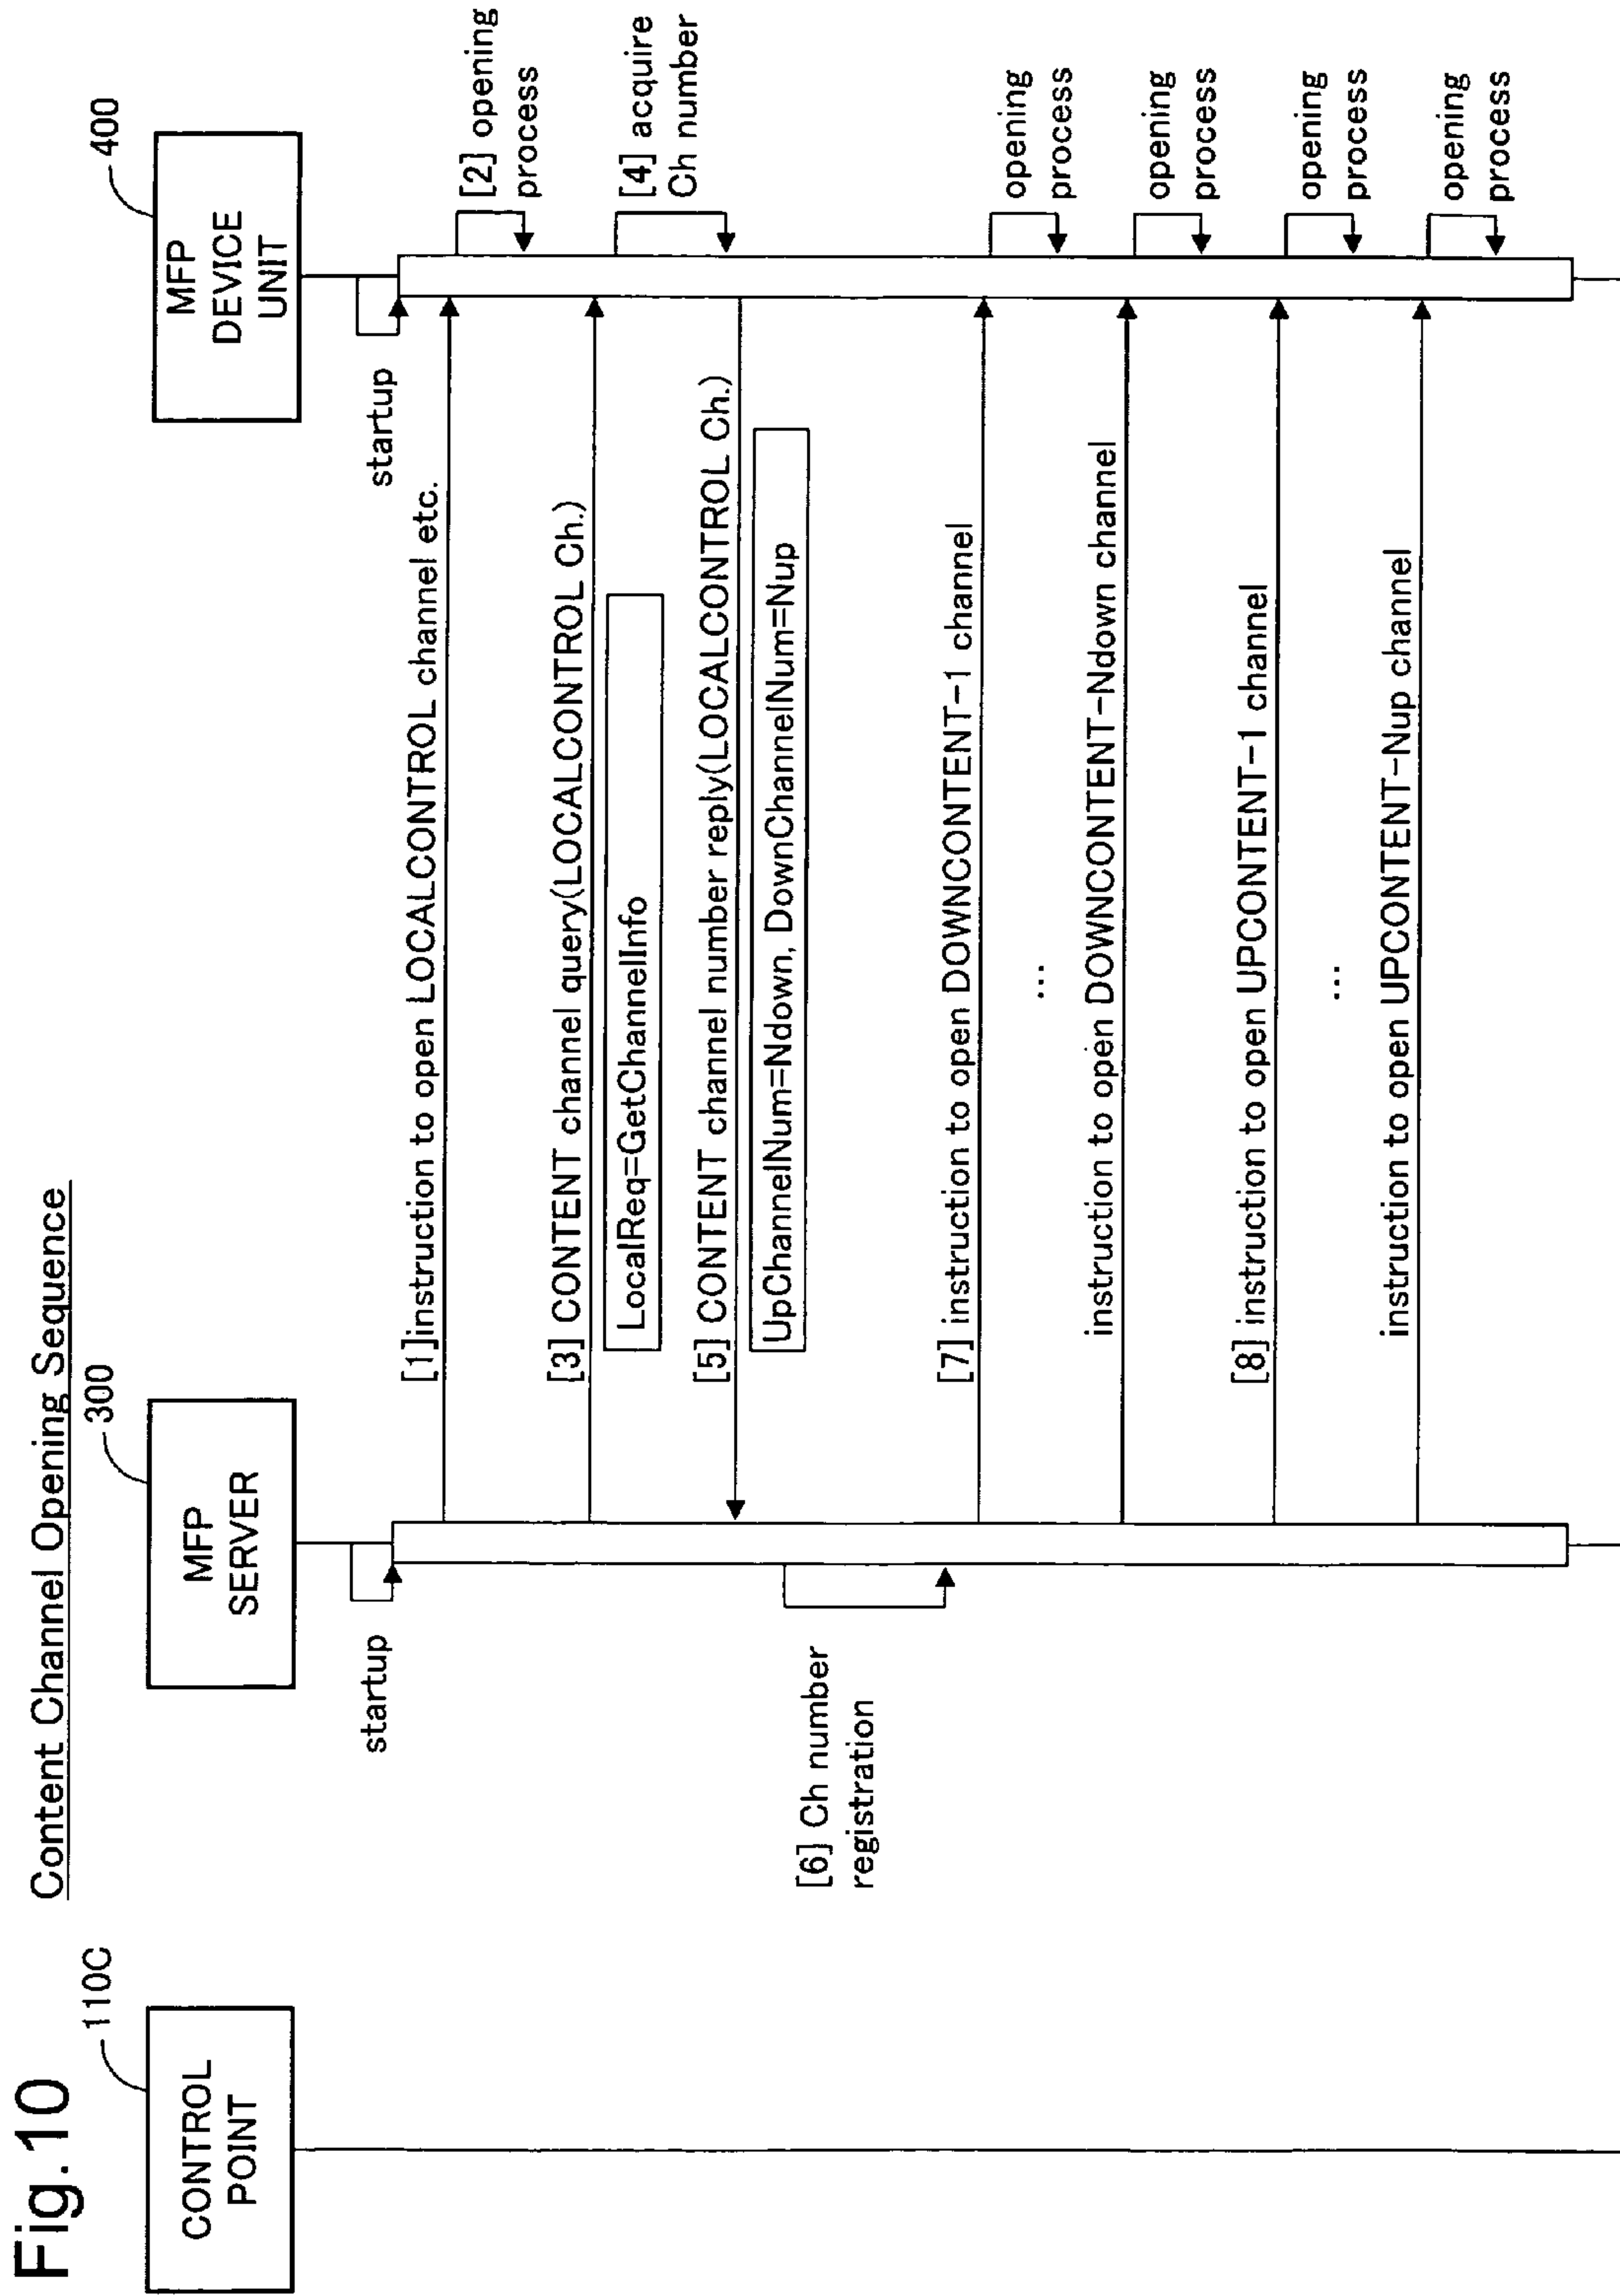 Fig.10
Content Channel Opening Sequence
110C
300
400
CONTROL
POINT
MFP
SERVER
MFP
DEVICE
UNIT
startup
startup
[1]instruction to open LOCALCONTROL channel etc.
[2] opening
process
[3] CONTENT channel query(LOCALCONTROL Ch.)
LocalReq=GetChannelInfo
[4] acquire
Ch number
[5] CONTENT channel number reply(LOCALCONTROL Ch.)
UpChannelNum=Ndown, DownChannelNum=Nup
[6] Ch number
registration
[7] instruction to open DOWNCONTENT-1 channel
opening
process
...
instruction to open DOWNCONTENT-Ndown channel
opening
process
[8] instruction to open UPCONTENT-1 channel
opening
process
...
instruction to open UPCONTENT-Nup channel
opening
process